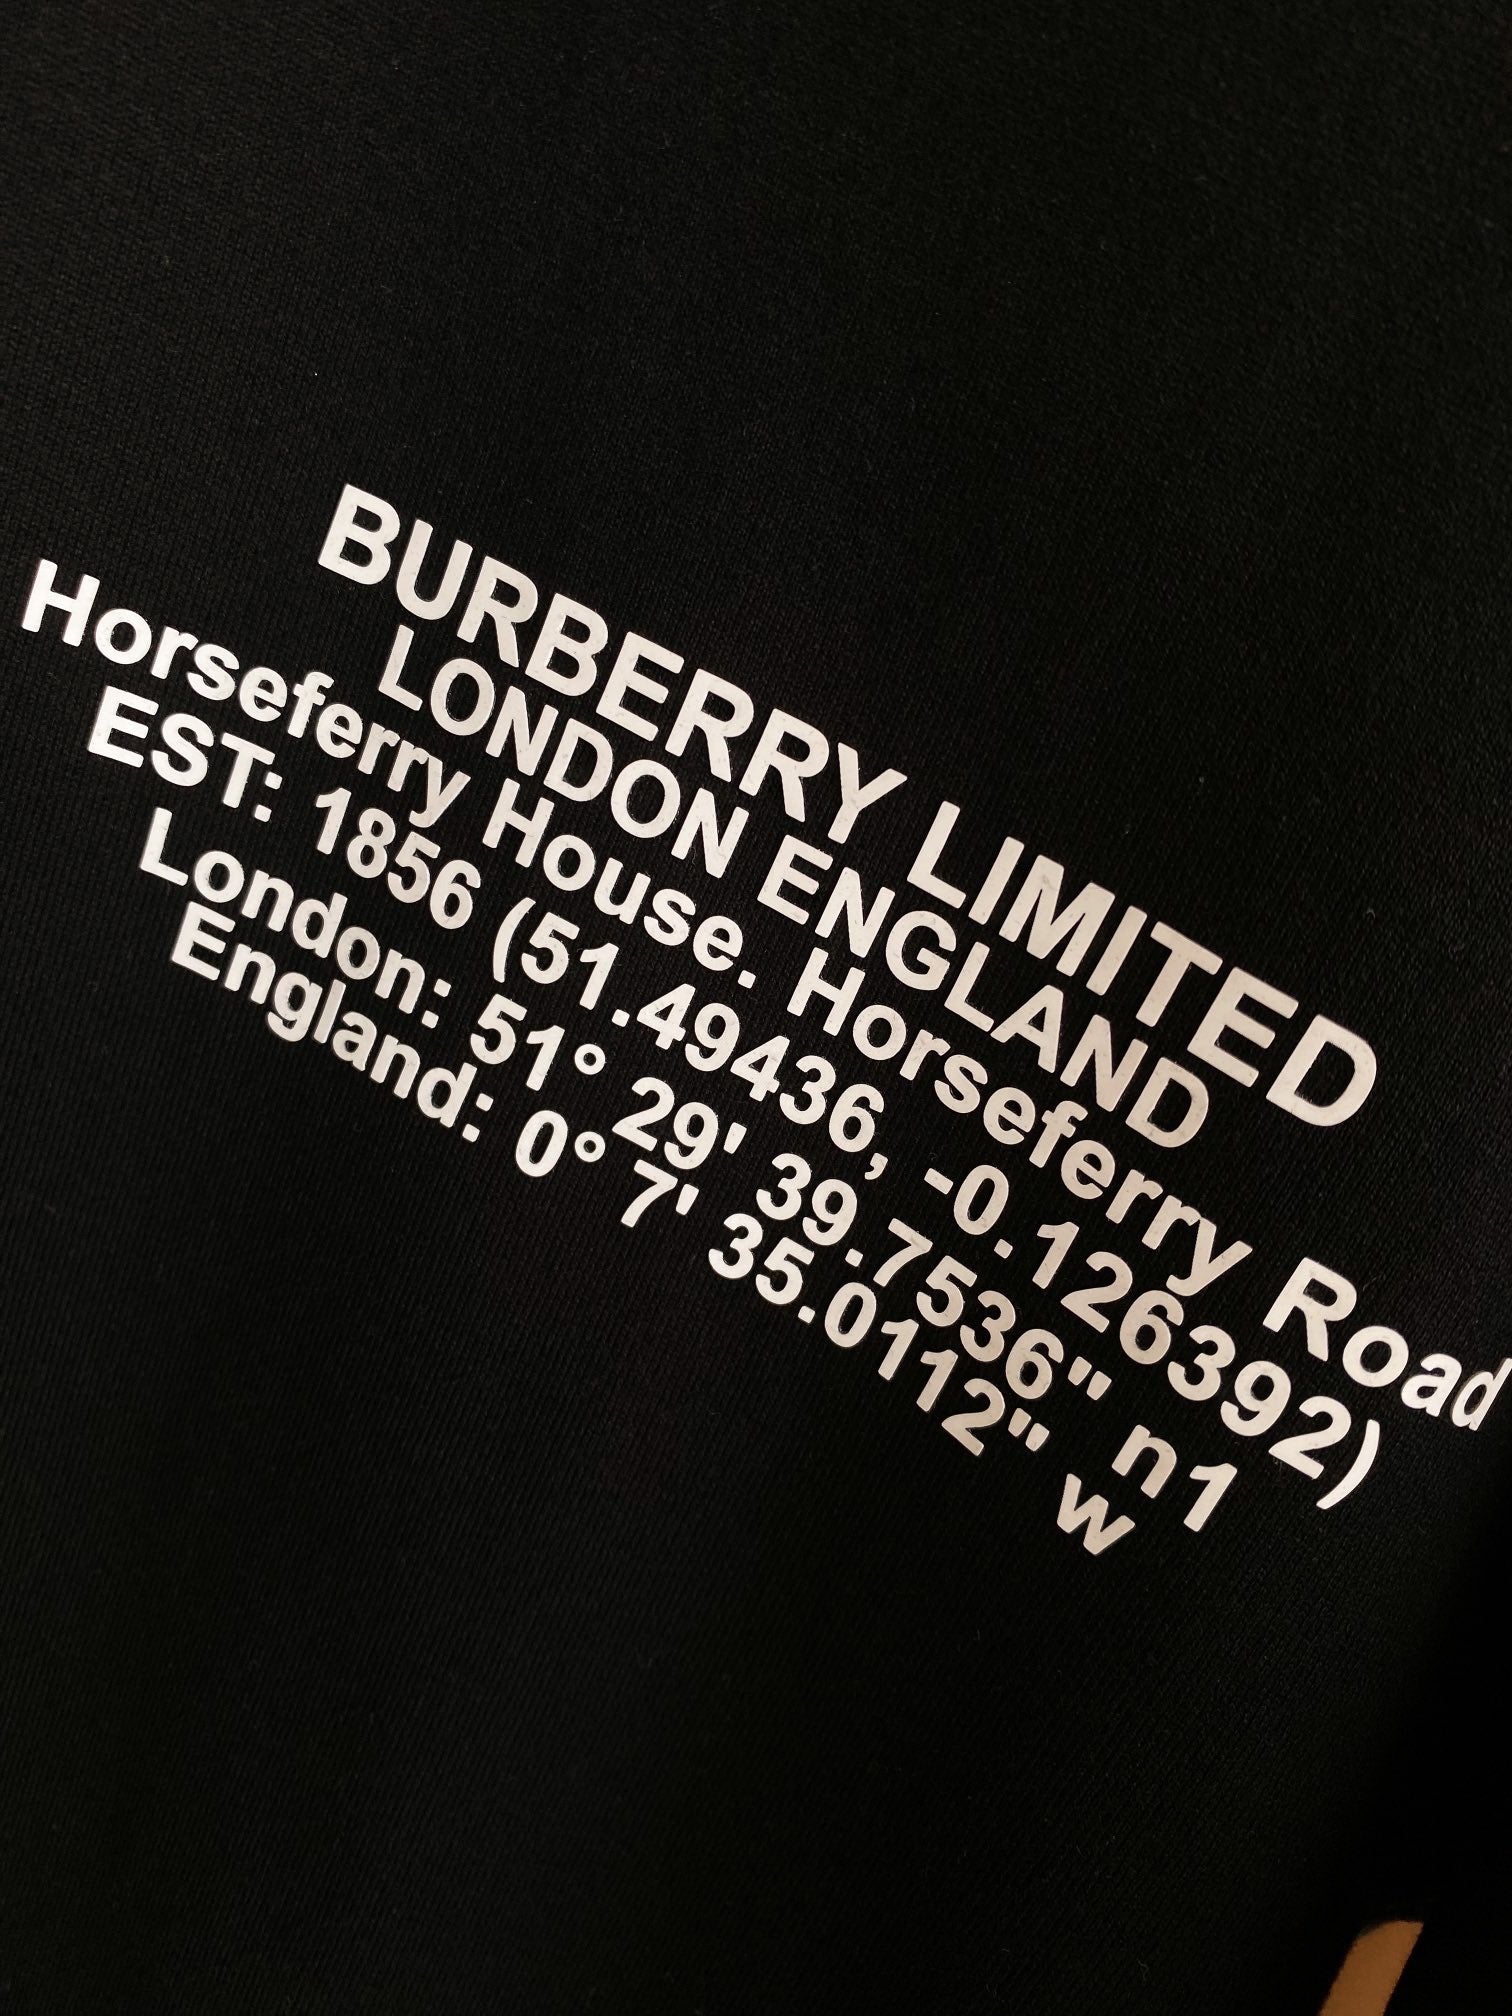 BURBERRY LIMITED
LONDON ENGLAND
Horseferry House. Horseferry Road
EST: 1856 (51.49436, -0.126392)
London: 51° 29' 39.7536" n1
England: 0° 7' 35.0112" w